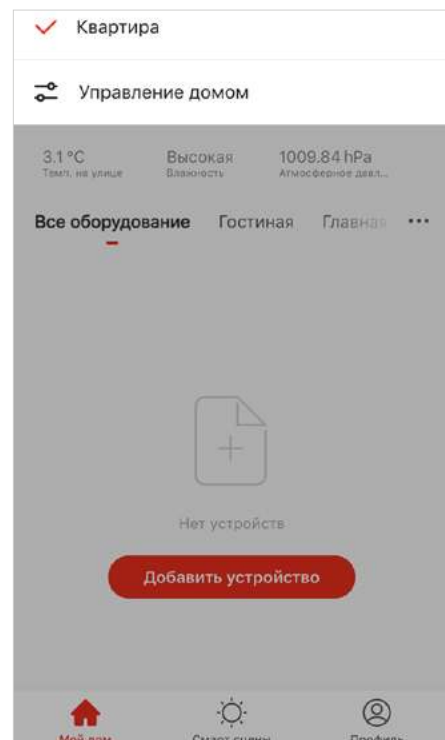 Квартира
Управление домом
3.1 °C Высокая 1009.84 hPa
Темп. на улице Влажность Атмосферное давл...
Все оборудование Гостиная Главная ...
Нет устройств
Добавить устройство
Мой дом Смарт сцены Профиль